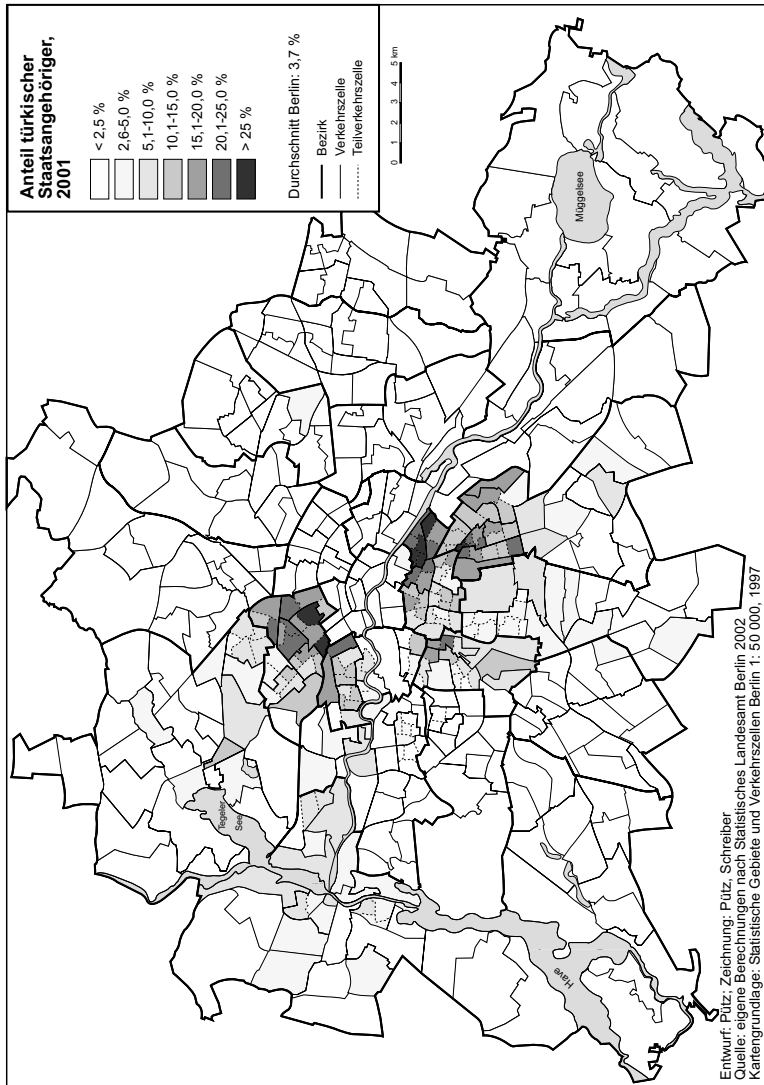 Anteil türkischer
Staatsangehöriger,
2001
< 2,5 %
2,6-5,0 %
5,1-10,0 %
10,1-15,0 %
15,1-20,0 %
20,1-25,0 %
> 25 %
Durchschnitt Berlin: 3,7 %
Bezirk
Verkehrszelle
Teilverkehrszelle
0 1 2 3 4 5 km
Müggelsee
Tegeler
See
Have
Entwurf: Pütz; Zeichnung: Pütz, Schreiber
Quelle: eigene Berechnungen nach Statistisches Landesamt Berlin 2002
Kartengrundlage: Statistische Gebiete und Verkehrszellen Berlin 1: 50 000, 1997